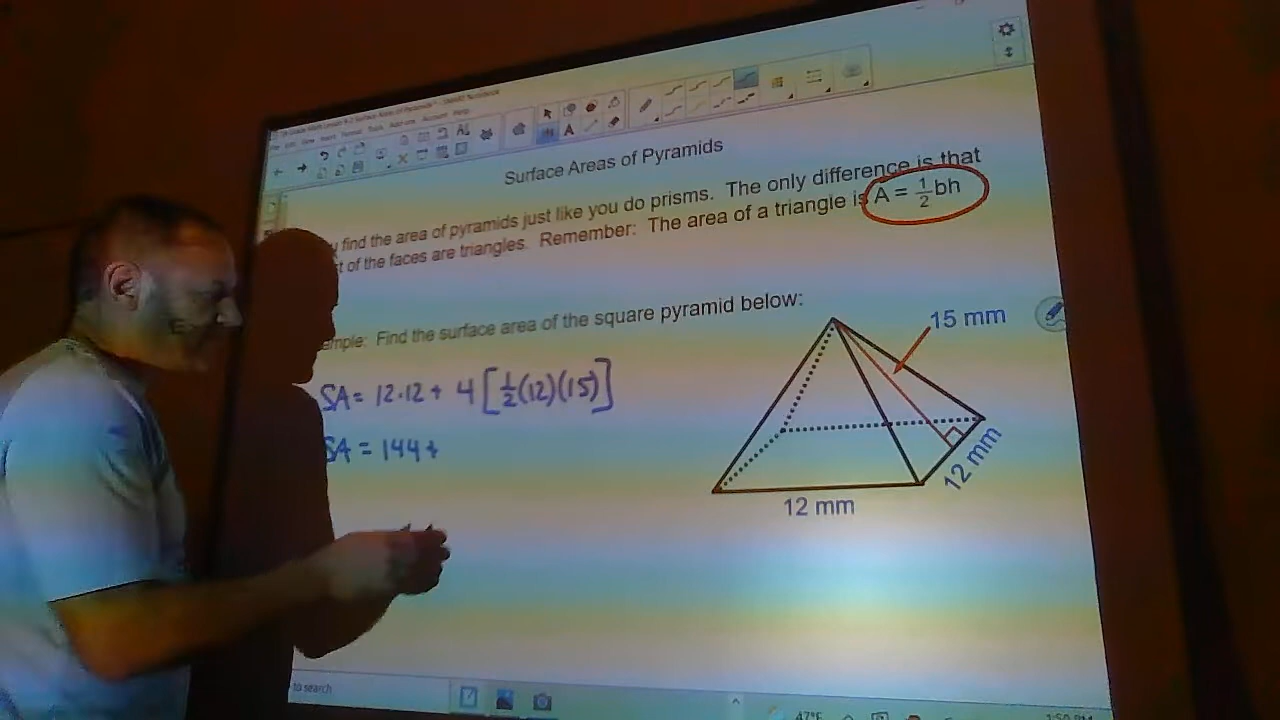 Surface Areas of Pyramids
find the area of pyramids just like you do prisms. The only difference is that
of the faces are triangles. Remember: The area of a triangle is A = 1/2 bh
Find the surface area of the square pyramid below:
15 mm
SA = 12·12 + 4[1/2(12)(15)]
SA = 144 +
12 mm
12 mm
to search
47°F